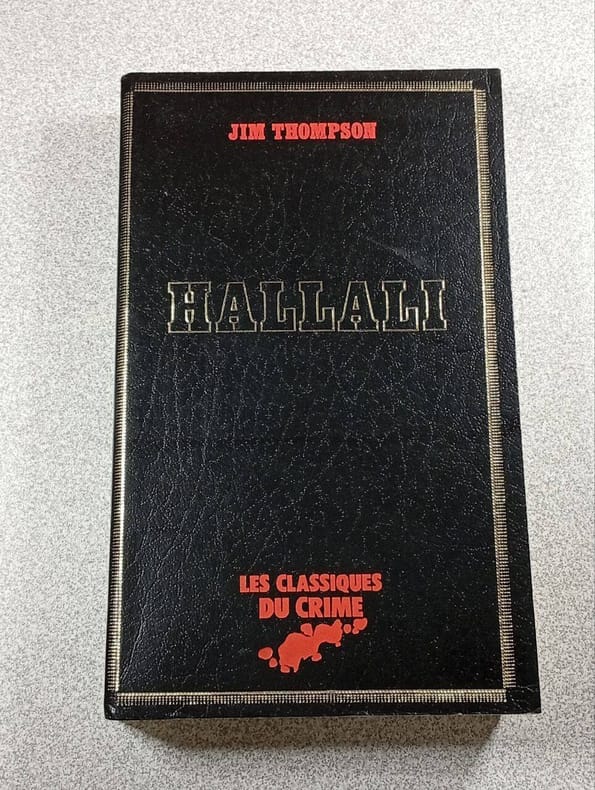 JIM THOMPSON
HALLALI
LES CLASSIQUES
DU CRIME